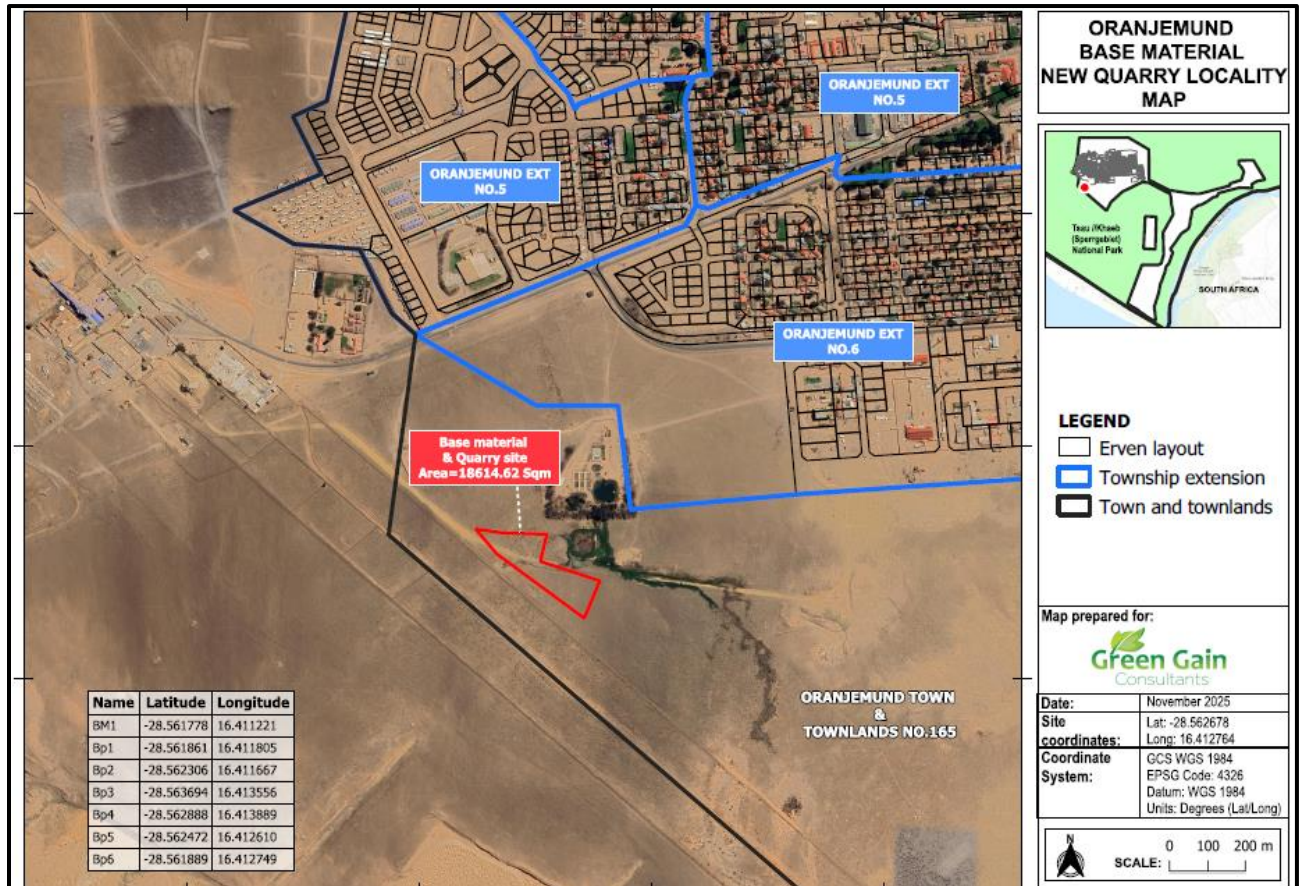 ORANJEMUND
BASE MATERIAL
NEW QUARRY LOCALITY
MAP
ORANJEMUND EXT
NO.5
ORANJEMUND EXT
NO.5
ORANJEMUND EXT
NO.6
Base material
& Quarry site
Area=18614.62 Sqm
ORANJEMUND TOWN
&
TOWNLANDS NO.165
Name Latitude Longitude
BM1 -28.561778 16.411221
Bp1 -28.561861 16.411805
Bp2 -28.562306 16.411667
Bp3 -28.563694 16.413556
Bp4 -28.562888 16.413889
Bp5 -28.562472 16.412610
Bp6 -28.561889 16.412749
Tsau //Khaeb
(Sperrgebiet)
National Park
SOUTH AFRICA
LEGEND
Erven layout
Township extension
Town and townlands
Map prepared for:
Green Gain
Consultants
Date: November 2025
Site coordinates: Lat: -28.562678
Long: 16.412764
Coordinate System: GCS WGS 1984
EPSG Code: 4326
Datum: WGS 1984
Units: Degrees (Lat/Long)
N
SCALE: 0 100 200 m